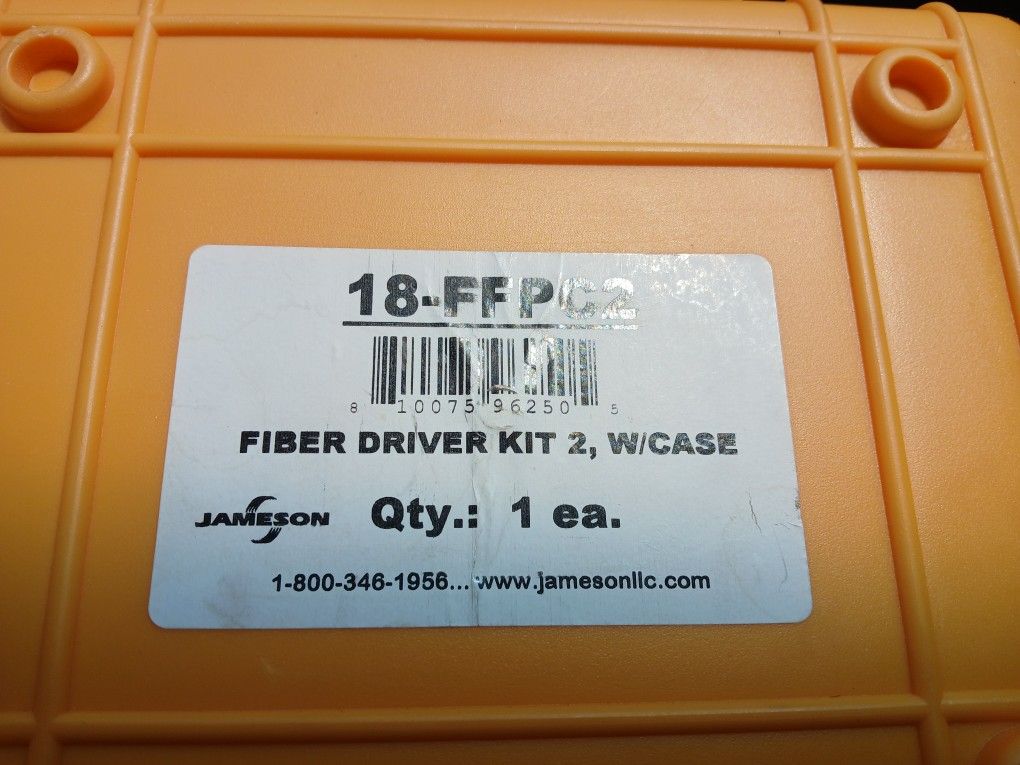 18-FFPC2
8 10075 96250 5
FIBER DRIVER KIT 2, W/CASE
JAMESON Qty.: 1 ea.
1-800-346-1956... www.jamesonllc.com